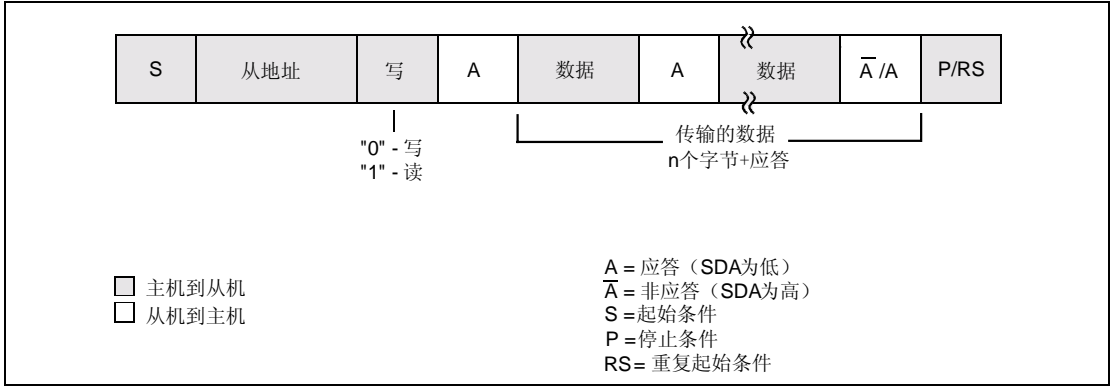 S 从地址 写 A 数据 A 数据 A̅ /A P/RS
"0" - 写
"1" - 读
传输的数据
n个字节+应答
主机到从机
从机到主机
A = 应答（SDA为低）
A̅ = 非应答（SDA为高）
S =起始条件
P =停止条件
RS= 重复起始条件